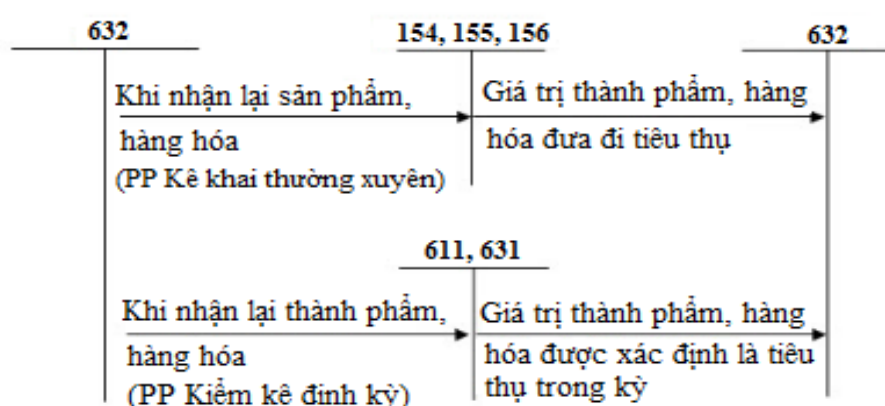 632
154, 155, 156
632
Khi nhận lại sản phẩm,
hàng hóa
(PP Kê khai thường xuyên)
Giá trị thành phẩm, hàng
hóa đưa đi tiêu thụ
611, 631
Khi nhận lại thành phẩm,
hàng hóa
(PP Kiểm kê định kỳ)
Giá trị thành phẩm, hàng
hóa được xác định là tiêu
thụ trong kỳ